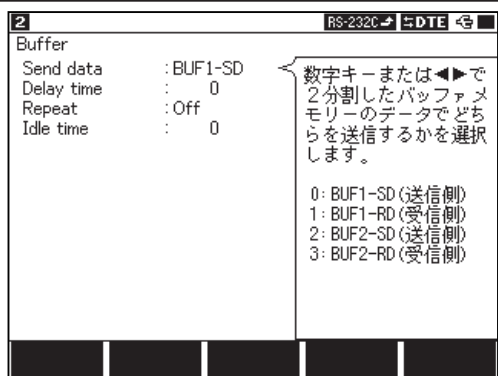 2 RS-232C DTE
Buffer
Send data :BUF1-SD
Delay time : 0
Repeat :Off
Idle time : 0
数字キーまたは◀▶で
2分割したバッファメ
モリーのデータでどち
らを送信するかを選択
します。
0:BUF1-SD(送信側)
1:BUF1-RD(受信側)
2:BUF2-SD(送信側)
3:BUF2-RD(受信側)